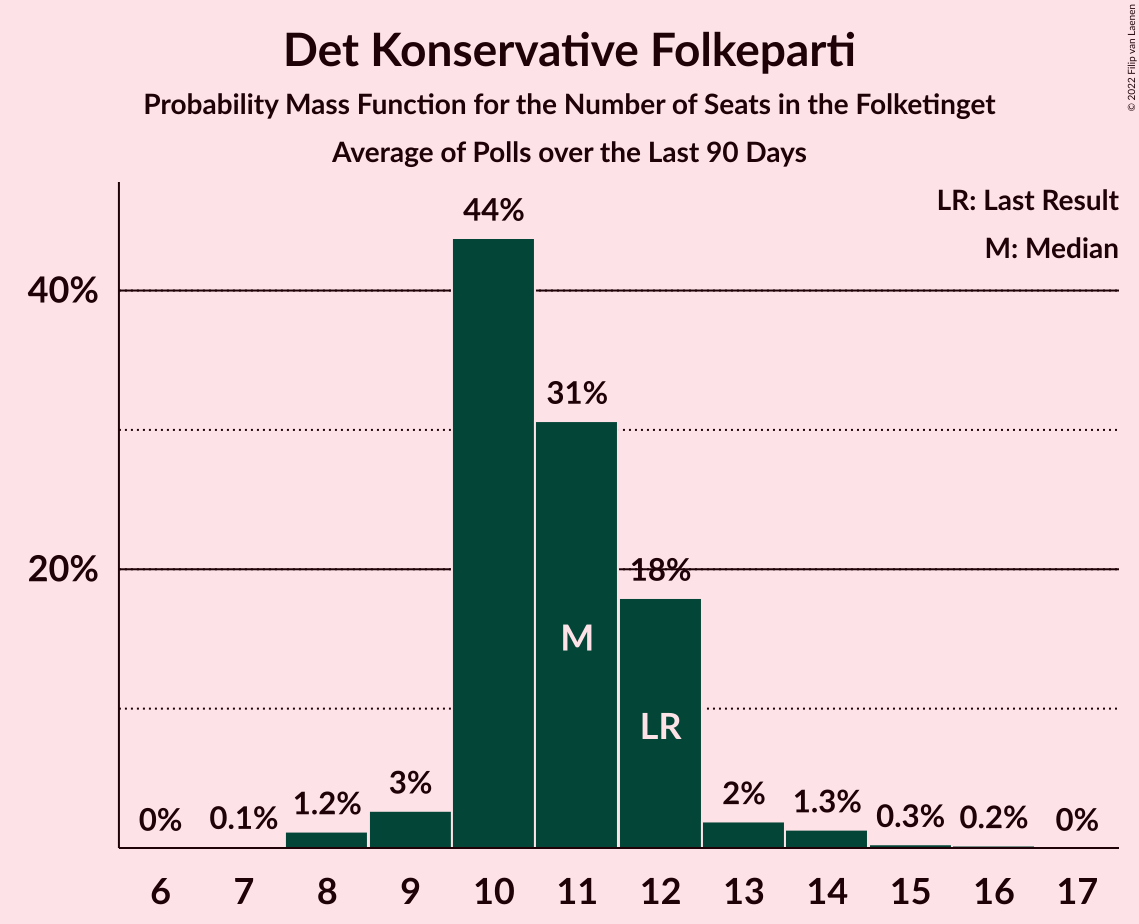 Det Konservative Folkeparti
Probability Mass Function for the Number of Seats in the Folketinget
Average of Polls over the Last 90 Days
© 2022 Filip van Laenen
LR: Last Result
M: Median
44%
40%
31%
20%
18%
M
LR
0%
0.1%
1.2%
3%
2%
1.3%
0.3%
0.2%
0%
6 7 8 9 10 11 12 13 14 15 16 17